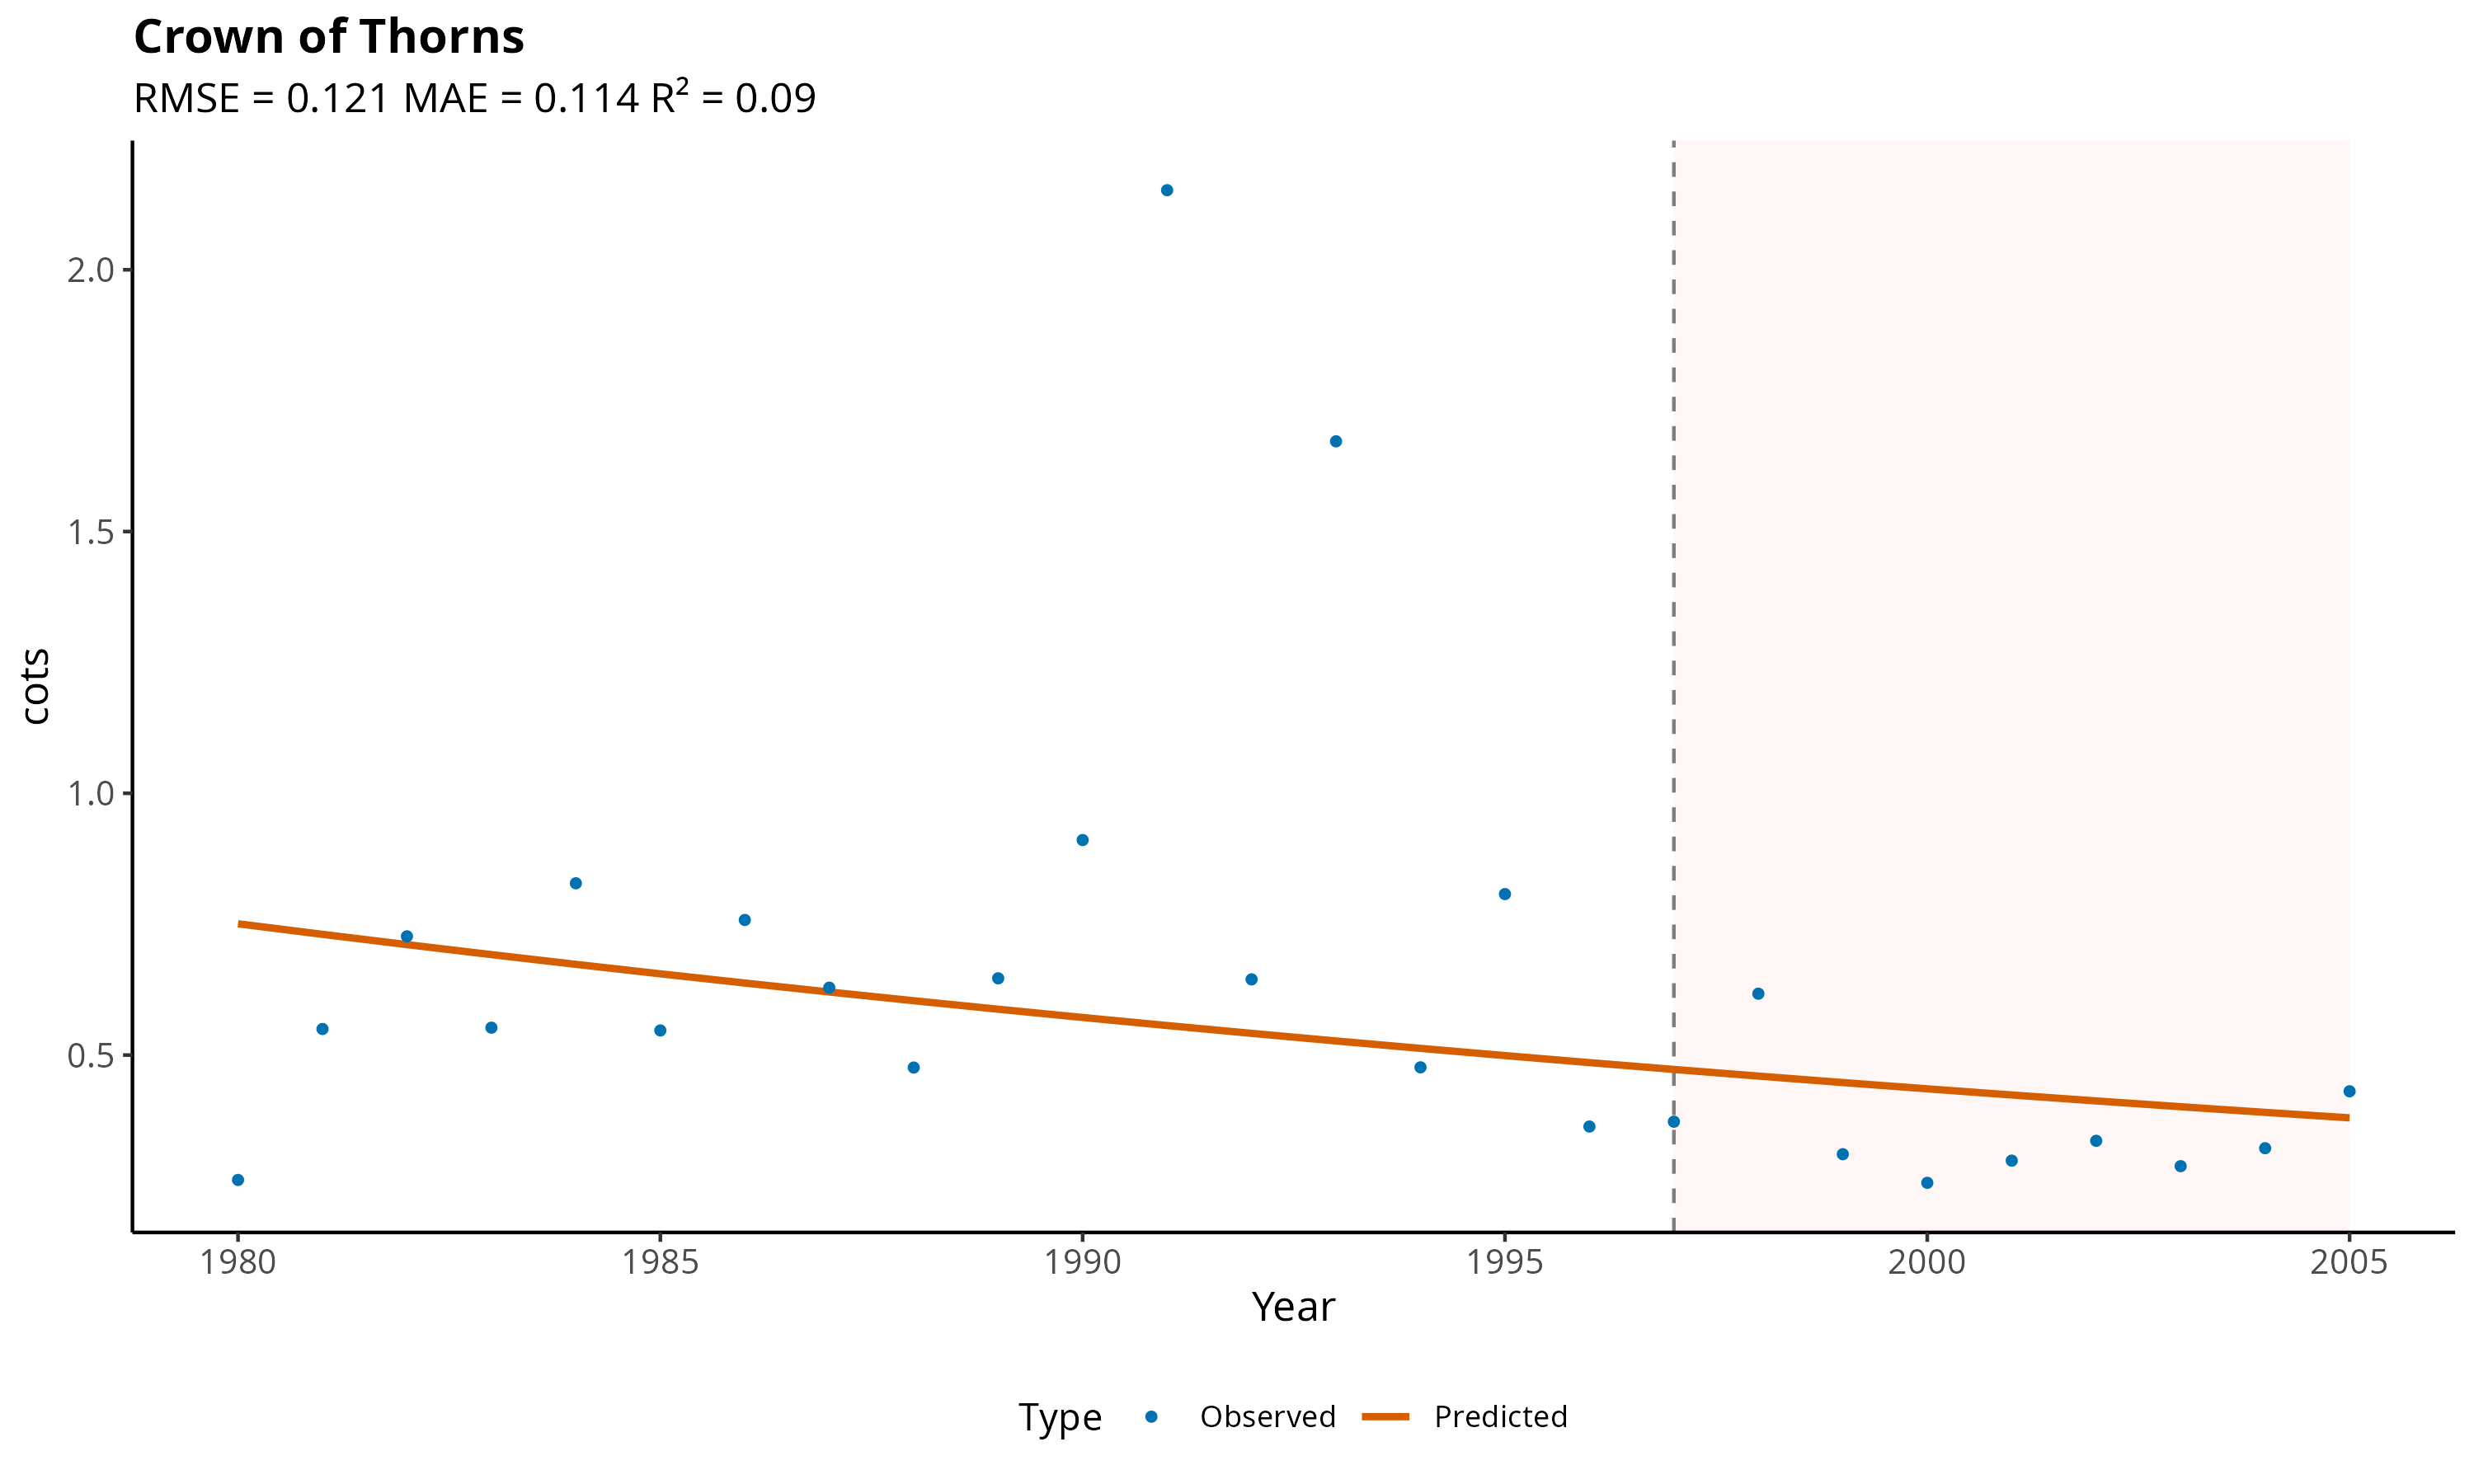 Crown of Thorns
RMSE = 0.121 MAE = 0.114 R² = 0.09
2.0
1.5
1.0
0.5
cots
1980 1985 1990 1995 2000 2005
Year
Type Observed Predicted